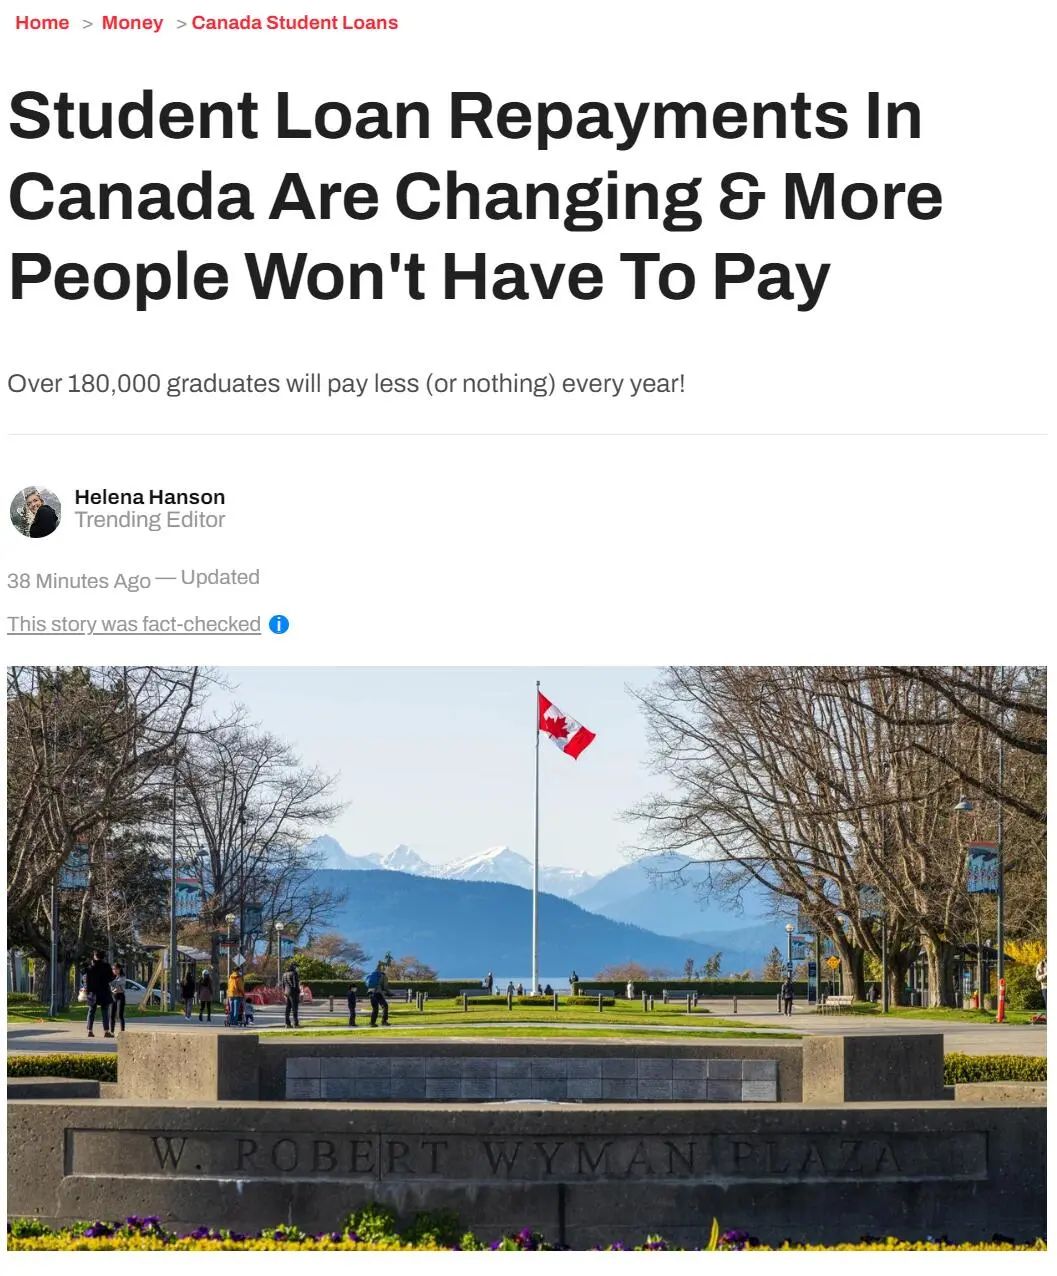 Home > Money > Canada Student Loans
Student Loan Repayments In
Canada Are Changing & More
People Won't Have To Pay
Over 180,000 graduates will pay less (or nothing) every year!
Helena Hanson
Trending Editor
38 Minutes Ago — Updated
This story was fact-checked
W. ROBERT WYMAN PLAZA